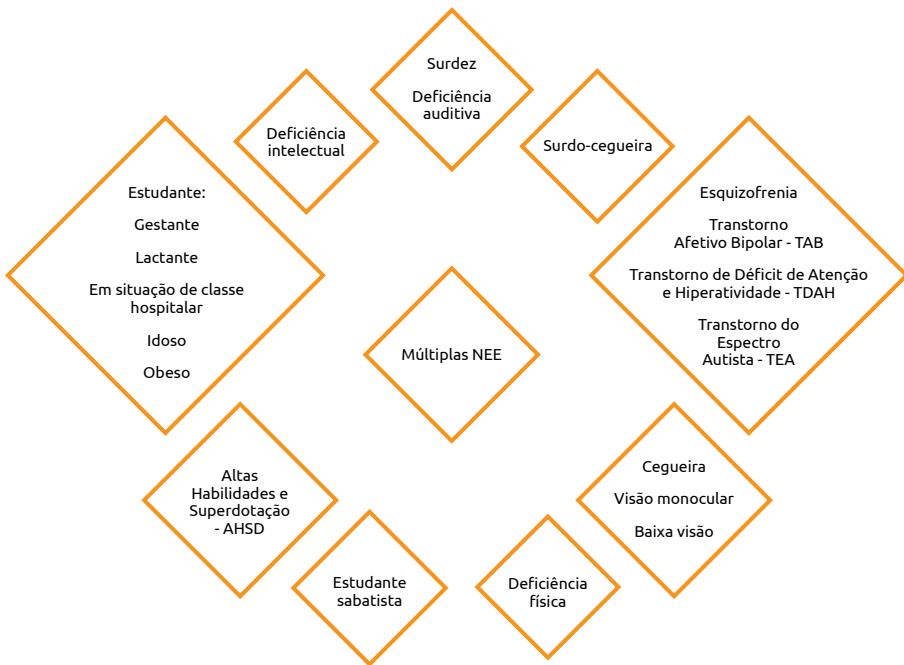 Surdez
Deficiência
auditiva
Deficiência
intelectual
Surdo-cegueira
Estudante:
Gestante
Lactante
Em situação de classe
hospitalar
Idoso
Obeso
Esquizofrenia
Transtorno
Afetivo Bipolar - TAB
Transtorno de Déficit de Atenção
e Hiperatividade - TDAH
Transtorno do
Espectro
Autista - TEA
Múltiplas NEE
Altas
Habilidades e
Superdotação
- AHSD
Cegueira
Visão monocular
Baixa visão
Estudante
sabatista
Deficiência
física